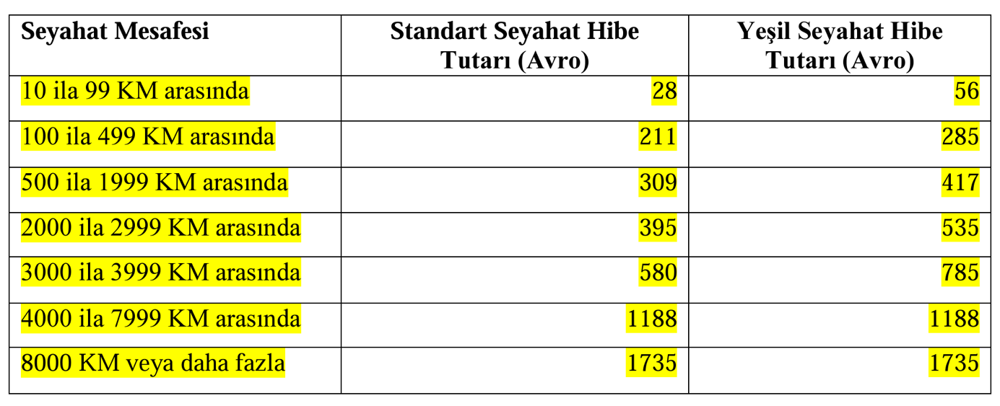 Seyahat Mesafesi
Standart Seyahat Hibe
Tutarı (Avro)
Yeşil Seyahat Hibe
Tutarı (Avro)
10 ila 99 KM arasında 28 56
100 ila 499 KM arasında 211 285
500 ila 1999 KM arasında 309 417
2000 ila 2999 KM arasında 395 535
3000 ila 3999 KM arasında 580 785
4000 ila 7999 KM arasında 1188 1188
8000 KM veya daha fazla 1735 1735